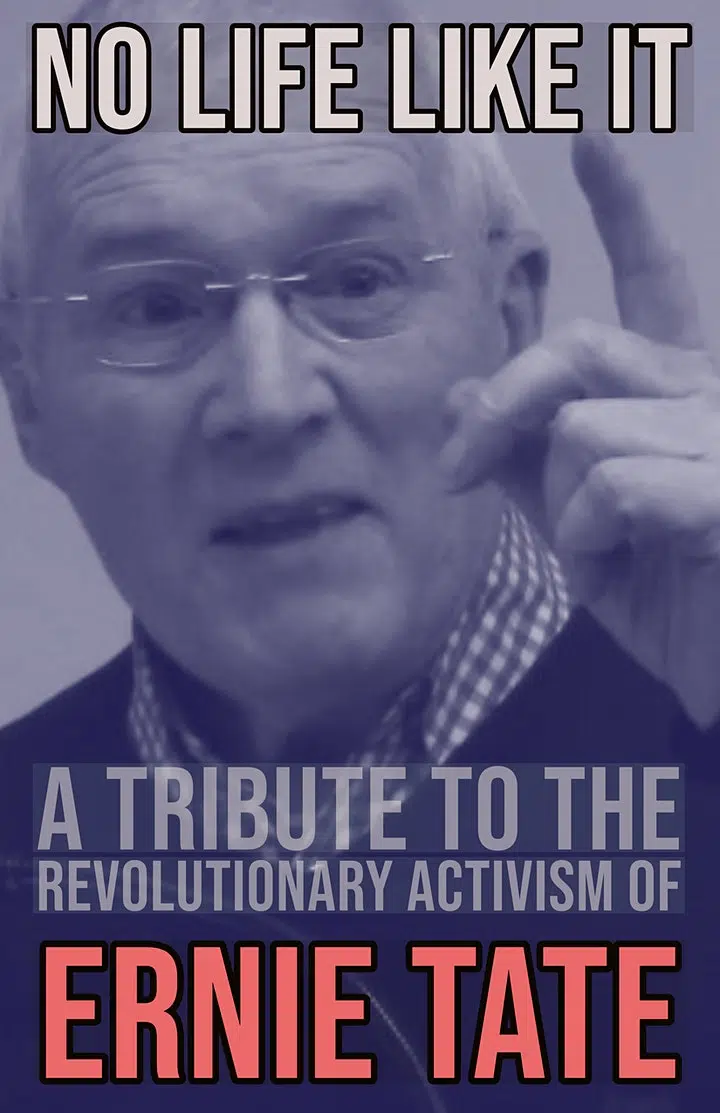 NO LIFE LIKE IT
A TRIBUTE TO THE
REVOLUTIONARY ACTIVISM OF
ERNIE TATE